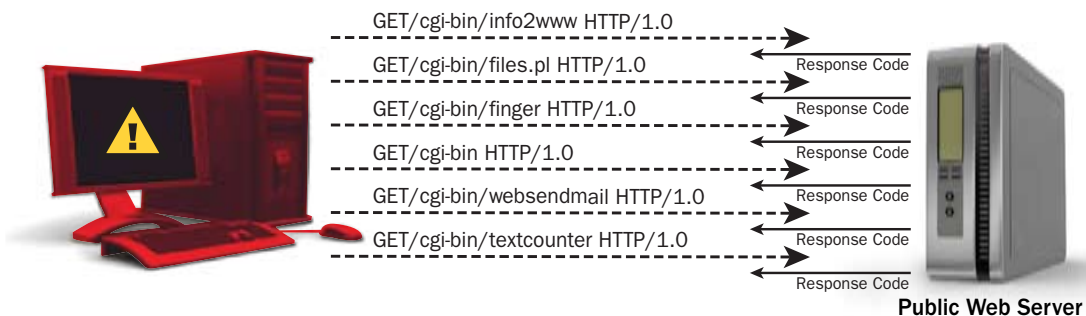 GET/cgi-bin/info2www HTTP/1.0
Response Code
GET/cgi-bin/files.pl HTTP/1.0
Response Code
GET/cgi-bin/finger HTTP/1.0
Response Code
GET/cgi-bin HTTP/1.0
Response Code
GET/cgi-bin/websendmail HTTP/1.0
Response Code
GET/cgi-bin/textcounter HTTP/1.0
Response Code
Public Web Server